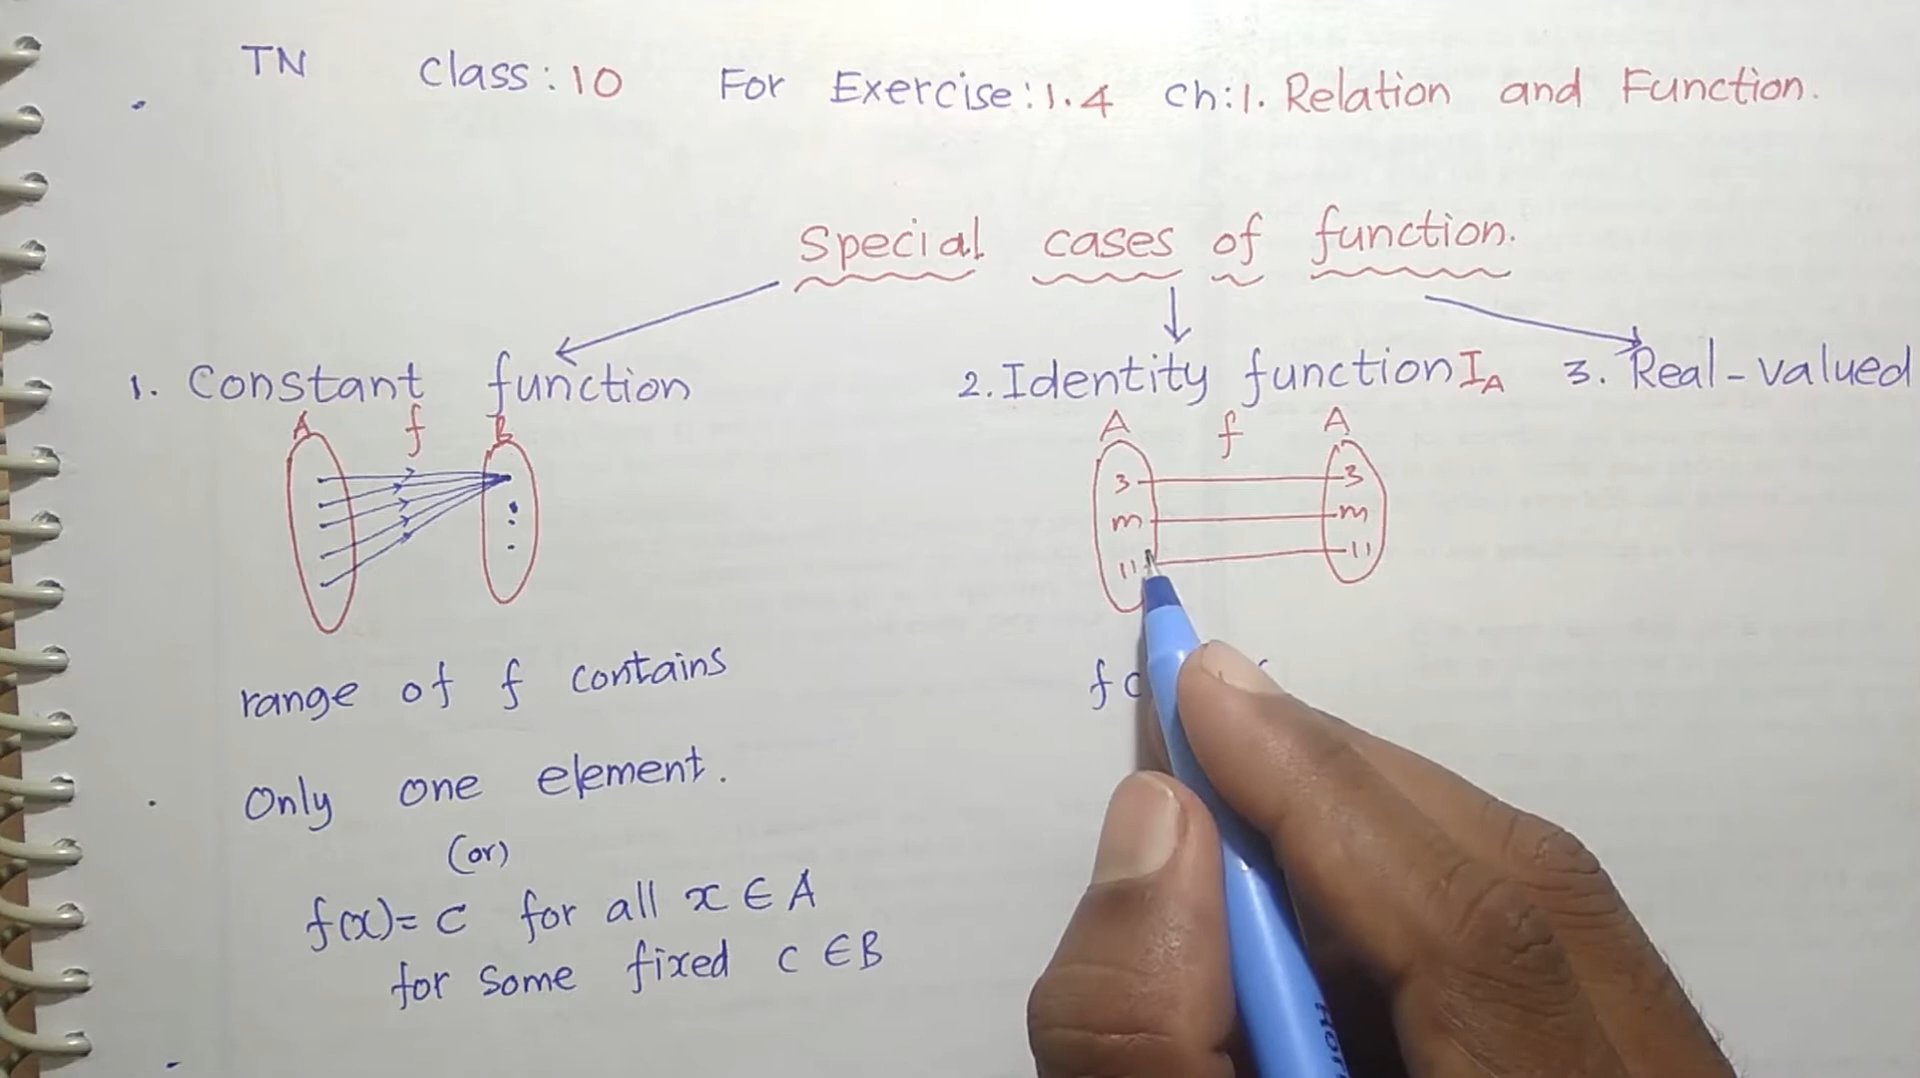 TN Class: 10 For Exercise: 1.4 Ch: 1. Relation and Function.
Special cases of function.
1. Constant function
A f B
range of f contains
Only one element.
(or)
f(x) = c for all x ∈ A
for some fixed c ∈ B
2. Identity function I_A
A f A
3 3
m m
11 11
3. Real-valued